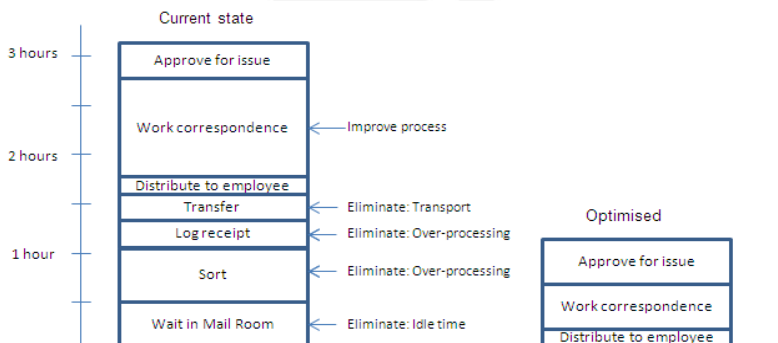 Current state
3 hours
Approve for issue
Work correspondence
Improve process
2 hours
Distribute to employee
Transfer
Eliminate: Transport
Log receipt
Eliminate: Over-processing
1 hour
Sort
Eliminate: Over-processing
Wait in Mail Room
Eliminate: Idle time
Optimised
Approve for issue
Work correspondence
Distribute to employee